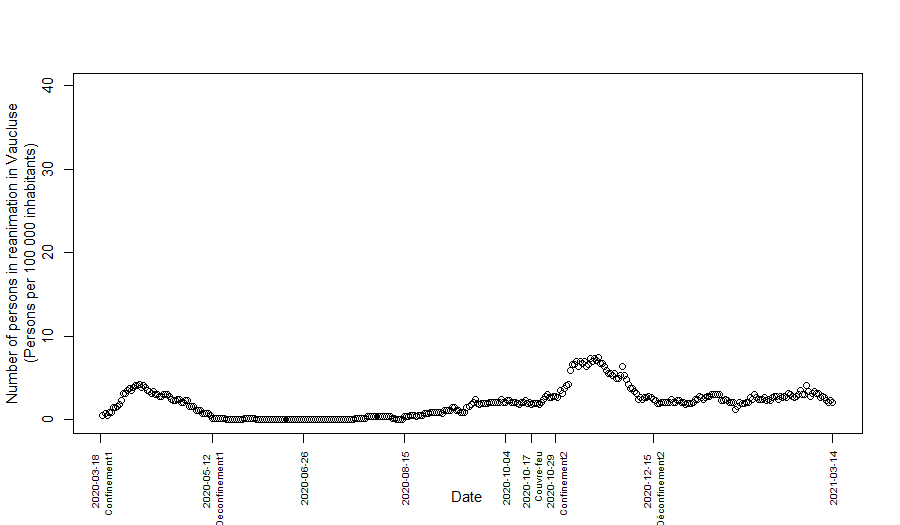 Number of persons in reanimation in Vaucluse
(Persons per 100 000 inhabitants)
40
30
20
10
0
2020-03-18
Confinement1
2020-05-12
Deconfinement1
2020-06-26
2020-08-15
2020-10-04
2020-10-17
Couvre-feu
2020-10-29
Confinement2
2020-12-15
Déconfinement2
2021-03-14
Date